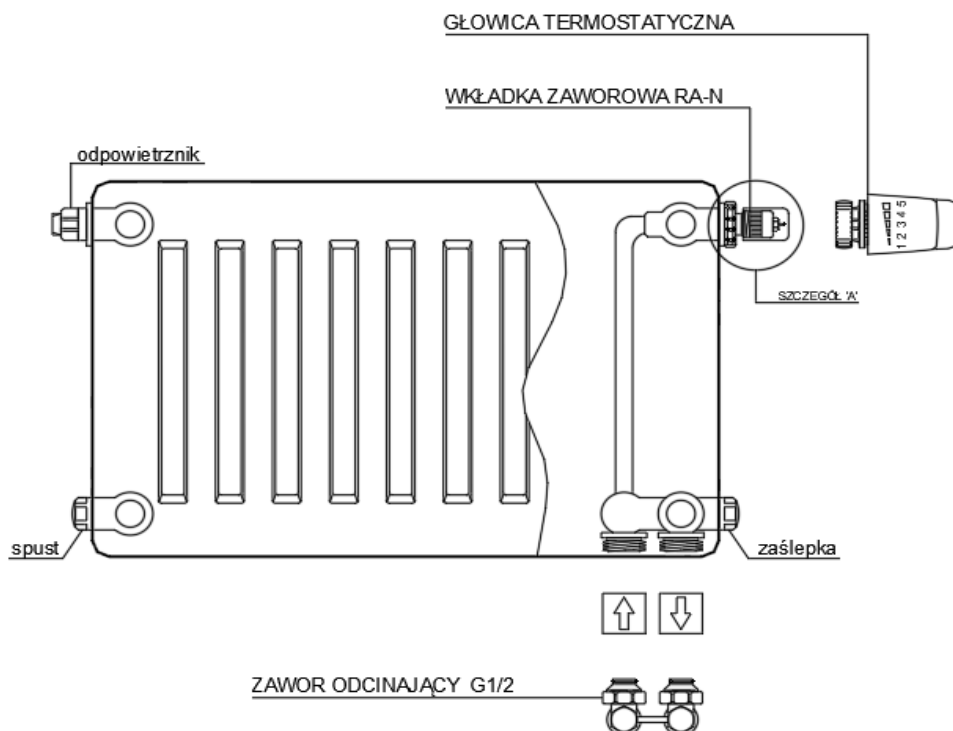 GŁOWICA TERMOSTATYCZNA
WKŁADKA ZAWOROWA RA-N
odpowietrznik
1 2 3 4 5
SZCZEGÓŁ 'A'
spust
zaślepka
ZAWOR ODCINAJĄCY G1/2